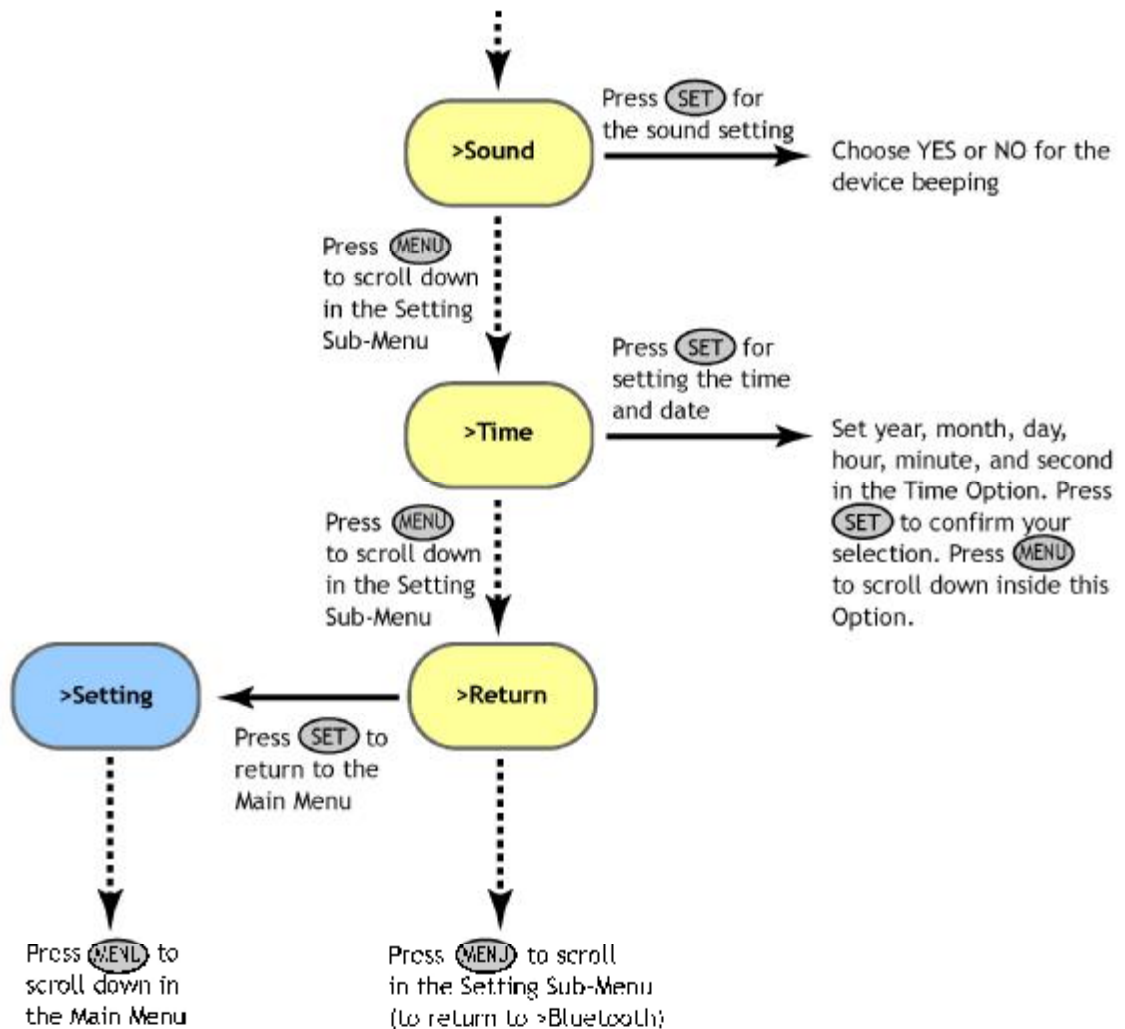 Press SET for
the sound setting
>Sound
Choose YES or NO for the
device beeping
Press MENU
to scroll down
in the Setting
Sub-Menu
Press SET for
setting the time
and date
>Time
Set year, month, day,
hour, minute, and second
in the Time Option. Press
SET to confirm your
selection. Press MENU
to scroll down inside this
Option.
Press MENU
to scroll down
in the Setting
Sub-Menu
>Setting
>Return
Press SET to
return to the
Main Menu
Press MENU to
scroll down in
the Main Menu
Press MENU to scroll
in the Setting Sub-Menu
(to return to >Bluetooth)